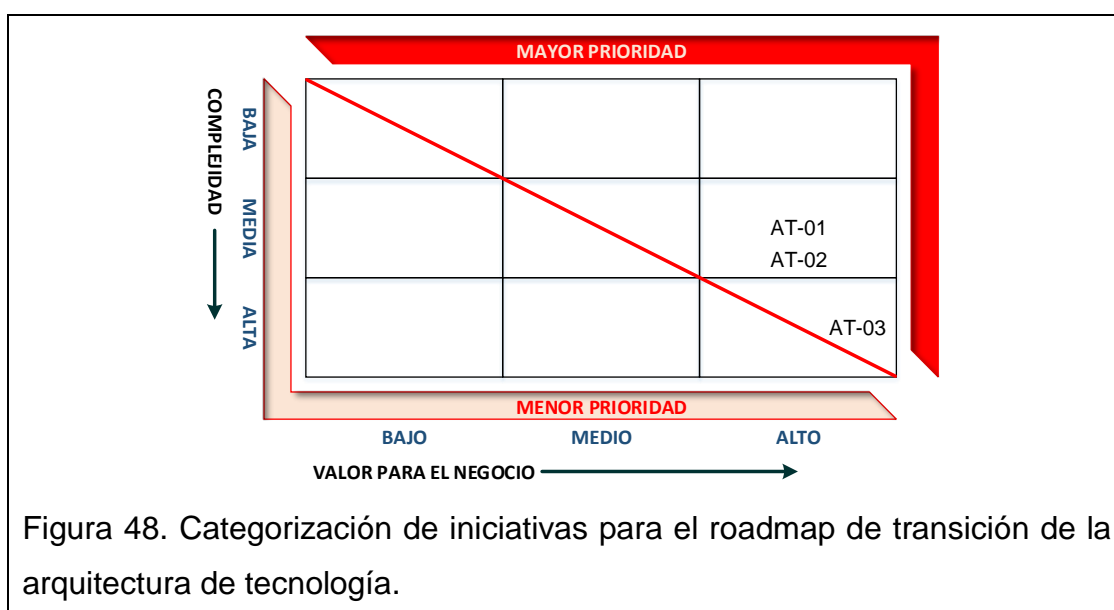 MAYOR PRIORIDAD
COMPLEJIDAD
BAJA
MEDIA
ALTA
AT-01
AT-02
AT-03
MENOR PRIORIDAD
BAJO MEDIO ALTO
VALOR PARA EL NEGOCIO
Figura 48. Categorización de iniciativas para el roadmap de transición de la
arquitectura de tecnología.